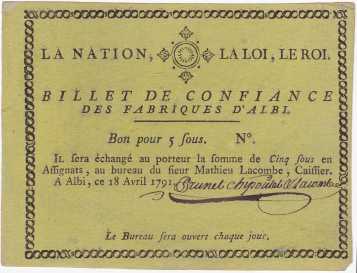 LA NATION, LA LOI, LE ROI.
BILLET DE CONFIANCE
DES FABRIQUES D'ALBI.
Bon pour 5 sous. N°.
IL sera échangé au porteur la somme de Cinq sous en
Assignats, au bureau du sieur Mathieu Lacombe, Caissier.
A Albi, ce 18 Avril 1791.
Le Bureau sera ouvert chaque jour.